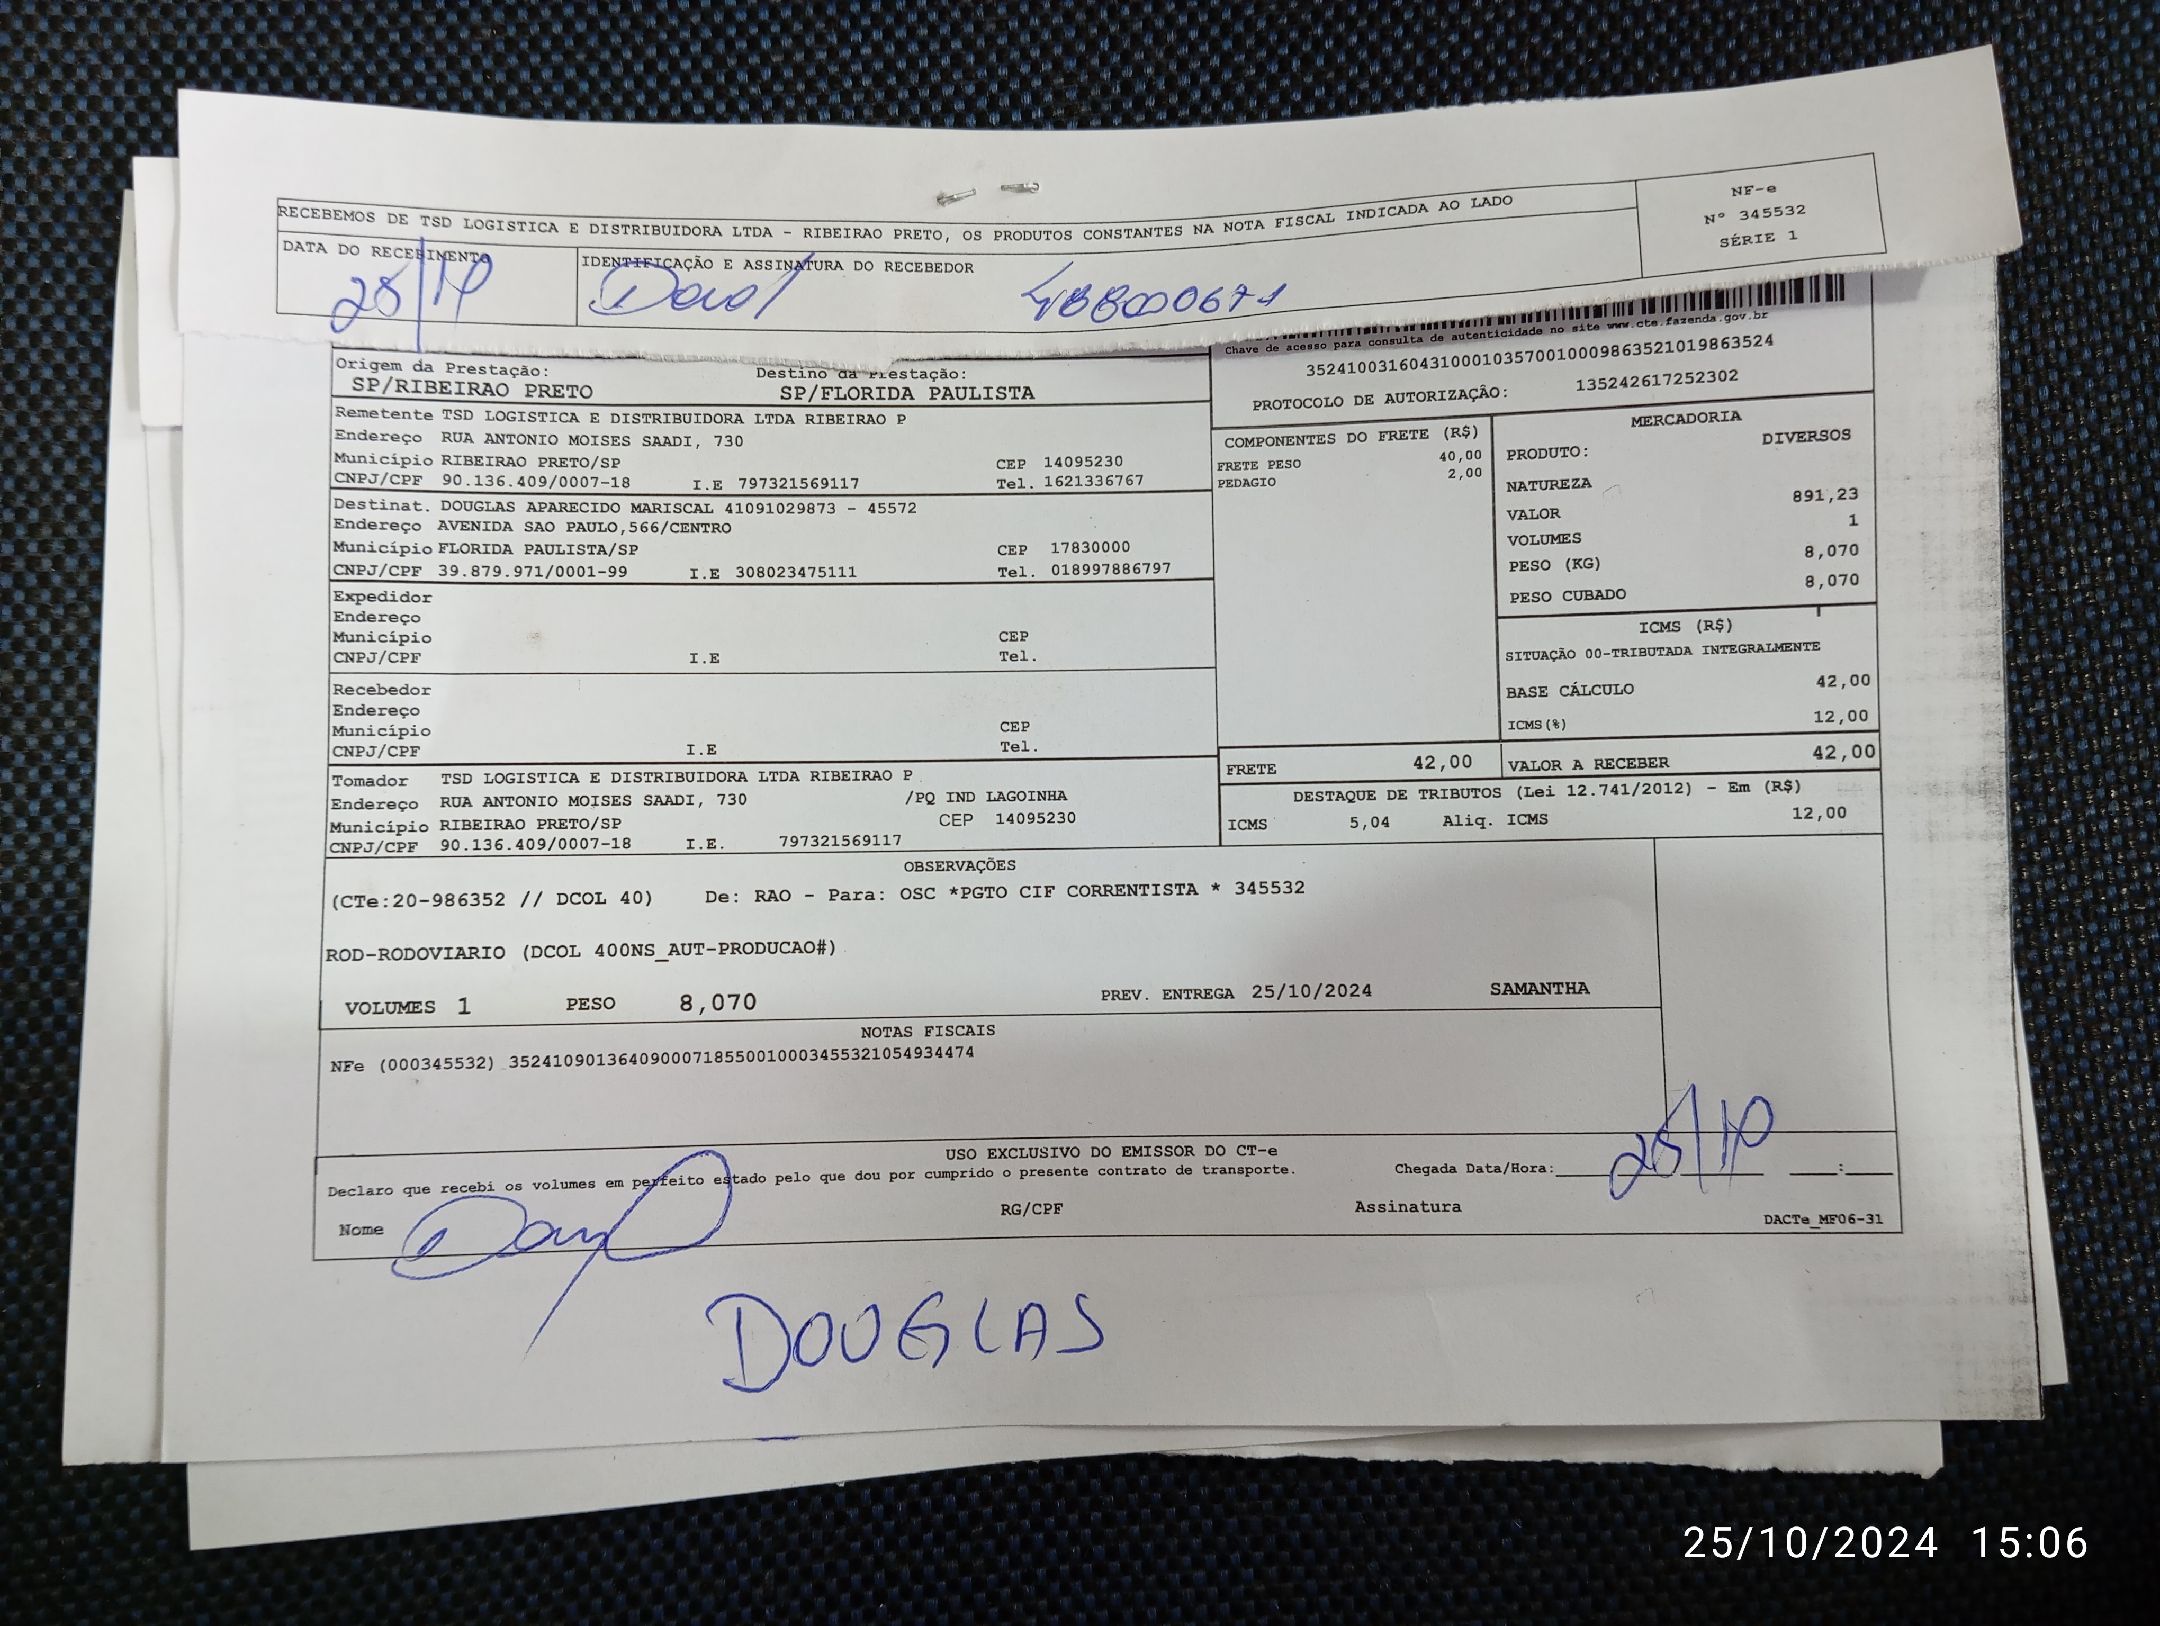 RECEBEMOS DE TSD LOGISTICA E DISTRIBUIDORA LTDA - RIBEIRAO PRETO, OS PRODUTOS CONSTANTES NA NOTA FISCAL INDICADA AO LADO
NF-e
Nº 345532
SÉRIE 1
DATA DO RECEBIMENTO
25/10
IDENTIFICAÇÃO E ASSINATURA DO RECEBEDOR
488000671
Chave de acesso para consulta de autenticidade no site www.cte.fazenda.gov.br
35241003160431000103570010009863521019863524
PROTOCOLO DE AUTORIZAÇÃO: 135242617252302
Origem da Prestação: Destino da Prestação:
SP/RIBEIRAO PRETO SP/FLORIDA PAULISTA
Remetente TSD LOGISTICA E DISTRIBUIDORA LTDA RIBEIRAO P
Endereço RUA ANTONIO MOISES SAADI, 730
Município RIBEIRAO PRETO/SP CEP 14095230
CNPJ/CPF 90.136.409/0007-18 I.E 797321569117 Tel. 1621336767
Destinat. DOUGLAS APARECIDO MARISCAL 41091029873 - 45572
Endereço AVENIDA SAO PAULO,566/CENTRO
Município FLORIDA PAULISTA/SP CEP 17830000
CNPJ/CPF 39.879.971/0001-99 I.E 308023475111 Tel. 018997886797
Expedidor
Endereço
Município CEP
CNPJ/CPF I.E Tel.
Recebedor
Endereço
Município CEP
CNPJ/CPF I.E Tel.
Tomador TSD LOGISTICA E DISTRIBUIDORA LTDA RIBEIRAO P
Endereço RUA ANTONIO MOISES SAADI, 730 /PQ IND LAGOINHA
Município RIBEIRAO PRETO/SP CEP 14095230
CNPJ/CPF 90.136.409/0007-18 I.E. 797321569117
COMPONENTES DO FRETE (R$)
FRETE PESO 40,00
PEDAGIO 2,00
MERCADORIA
PRODUTO: DIVERSOS
NATUREZA
VALOR 891,23
VOLUMES 1
PESO (KG) 8,070
PESO CUBADO 8,070
ICMS (R$)
SITUAÇÃO 00-TRIBUTADA INTEGRALMENTE
BASE CÁLCULO 42,00
ICMS(%) 12,00
FRETE 42,00 VALOR A RECEBER 42,00
DESTAQUE DE TRIBUTOS (Lei 12.741/2012) - Em (R$)
ICMS 5,04 Aliq. ICMS 12,00
OBSERVAÇÕES
(CTe:20-986352 // DCOL 40) De: RAO - Para: OSC *PGTO CIF CORRENTISTA * 345532
ROD-RODOVIARIO (DCOL 400NS_AUT-PRODUCAO#)
VOLUMES 1 PESO 8,070 PREV. ENTREGA 25/10/2024 SAMANTHA
NOTAS FISCAIS
NFe (000345532) 35241090136409000718550010003455321054934474
USO EXCLUSIVO DO EMISSOR DO CT-e
Declaro que recebi os volumes em perfeito estado pelo que dou por cumprido o presente contrato de transporte. Chegada Data/Hora: 25/10 :
Nome RG/CPF Assinatura DACTe_MF06-31
DOUGLAS
25/10/2024 15:06